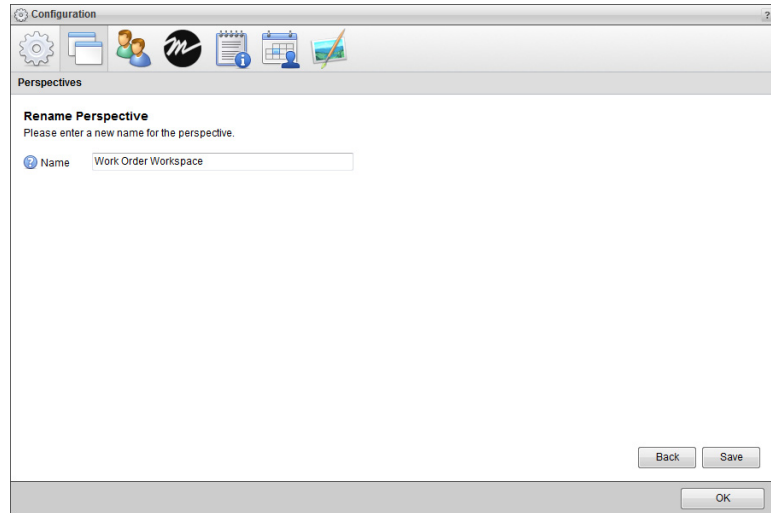 Configuration
?
Perspectives
Rename Perspective
Please enter a new name for the perspective.
? Name Work Order Workspace
Back Save
OK